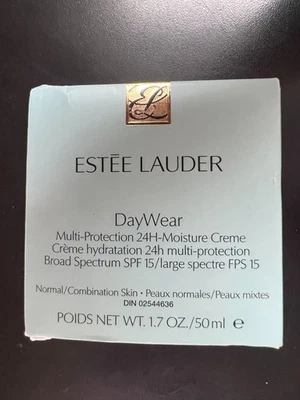 ESTĒE LAUDER
DayWear
Multi-Protection 24H-Moisture Creme
Crème hydratation 24h multi-protection
Broad Spectrum SPF 15/large spectre FPS 15
Normal/Combination Skin • Peaux normales/Peaux mixtes
DIN 02544636
POIDS NET WT. 1.7 OZ./50 ml ℮